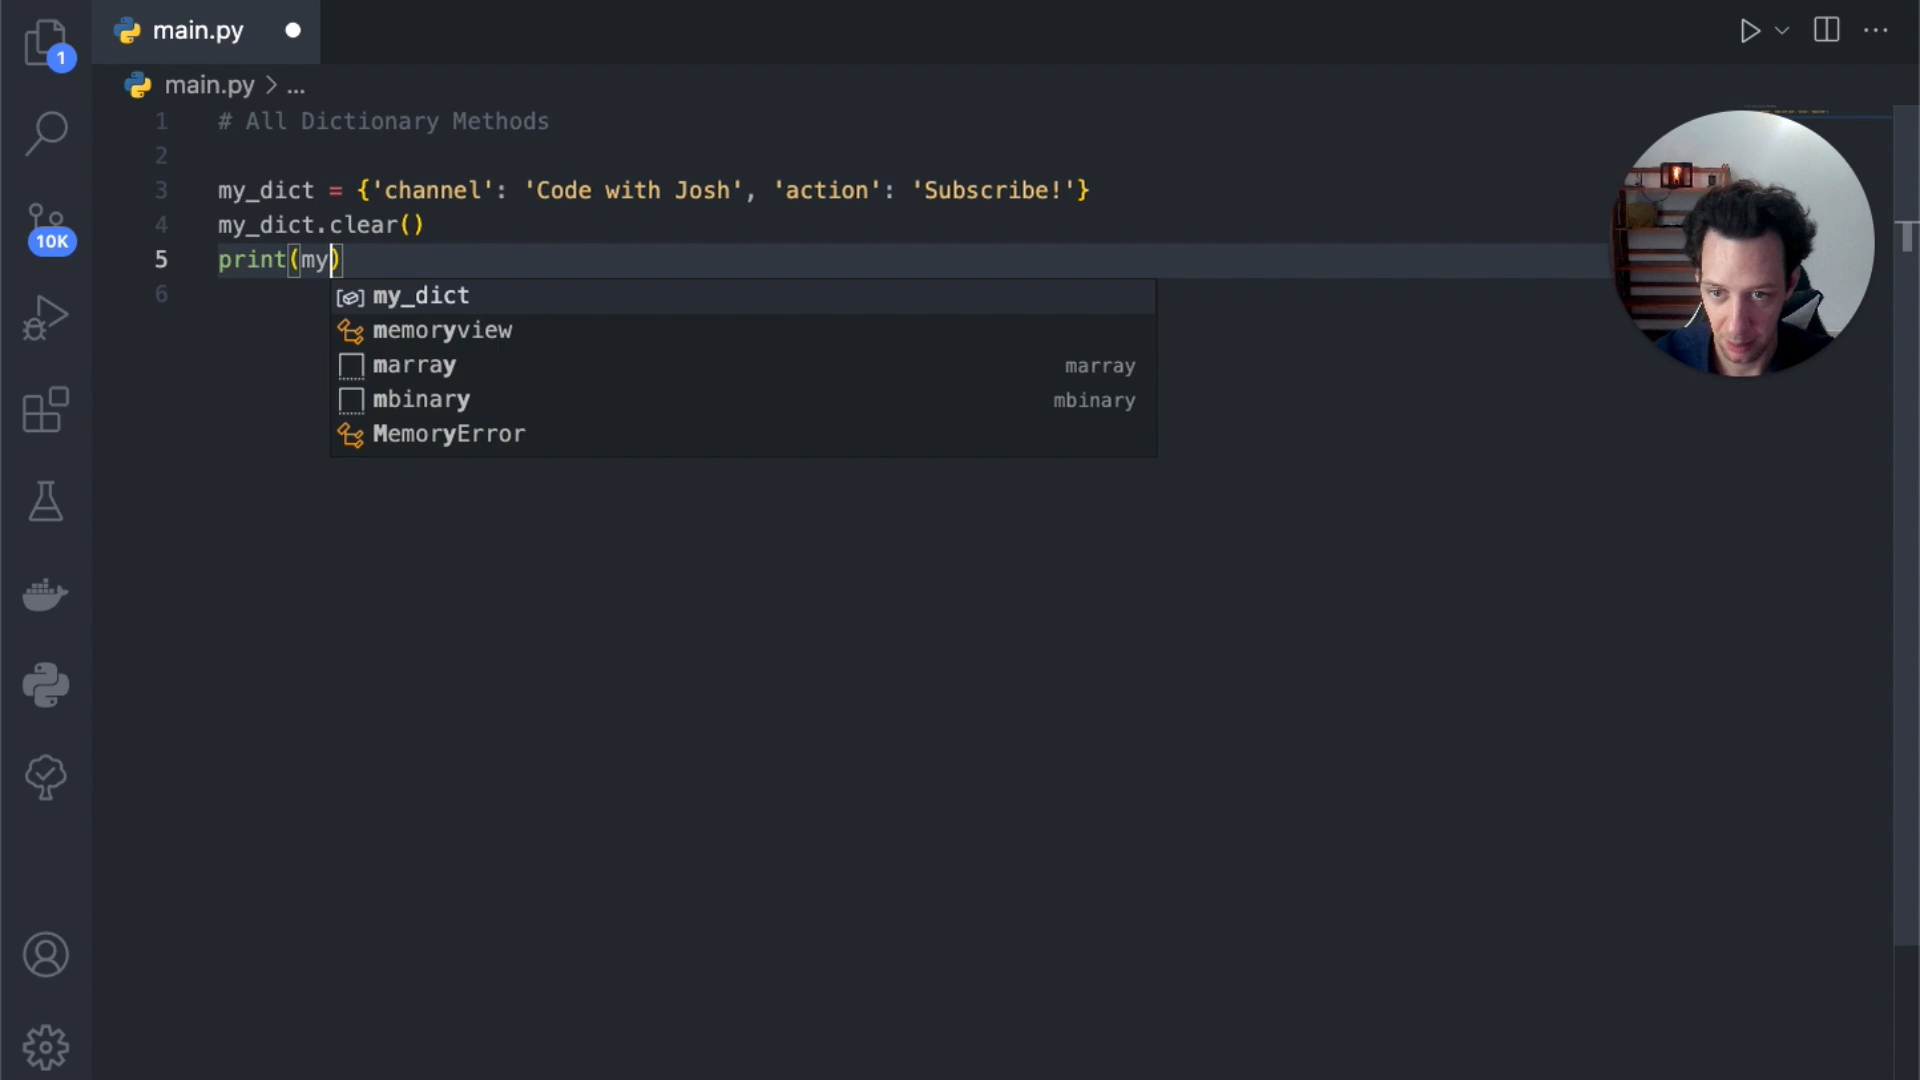 main.py
main.py > ...
1 # All Dictionary Methods
2
3 my_dict = {'channel': 'Code with Josh', 'action': 'Subscribe!'}
4 my_dict.clear()
5 print(my)
6
my_dict
memoryview
marray marray
mbinary mbinary
MemoryError
1
10K
T